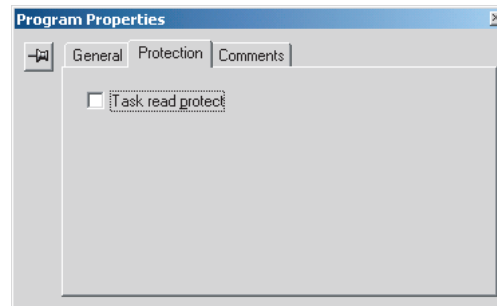 Program Properties
General Protection Comments
Task read protect